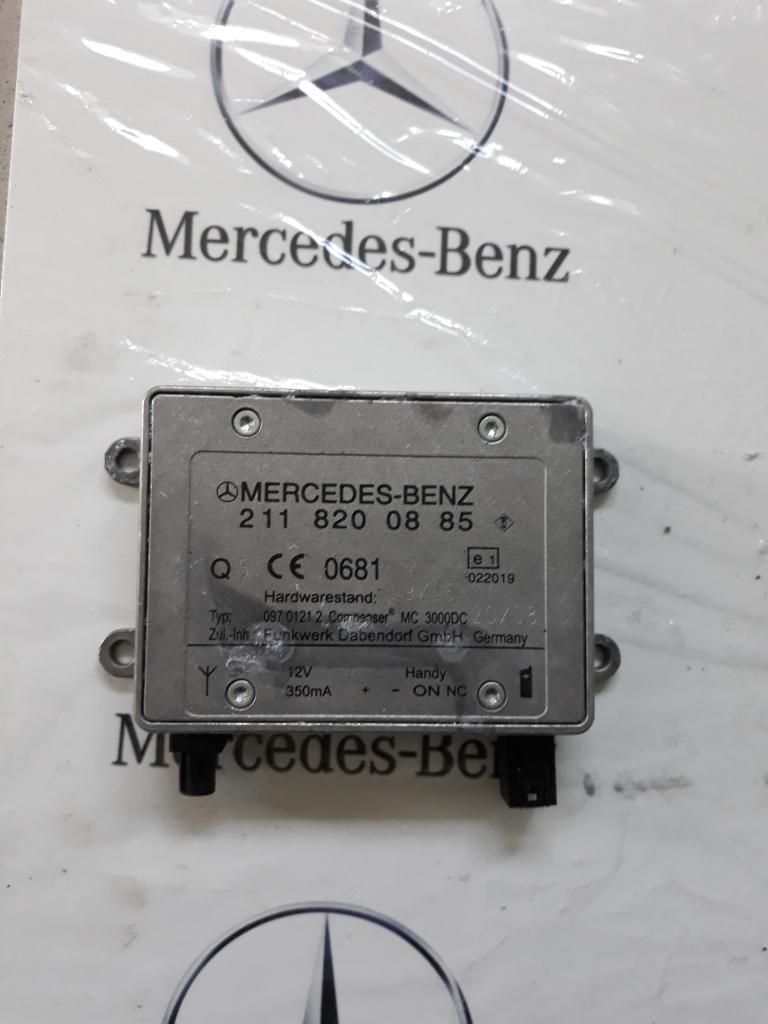 Mercedes-Benz
MERCEDES-BENZ
211 820 08 85
Q CE 0681 e1
022019
Hardwarestand:
Typ: 097 0121 2 Compenser® MC 3000DC
Zul.-Inh. Funkwerk Dabendorf GmbH Germany
12V Handy
350mA + - ON NC
Mercedes-Be